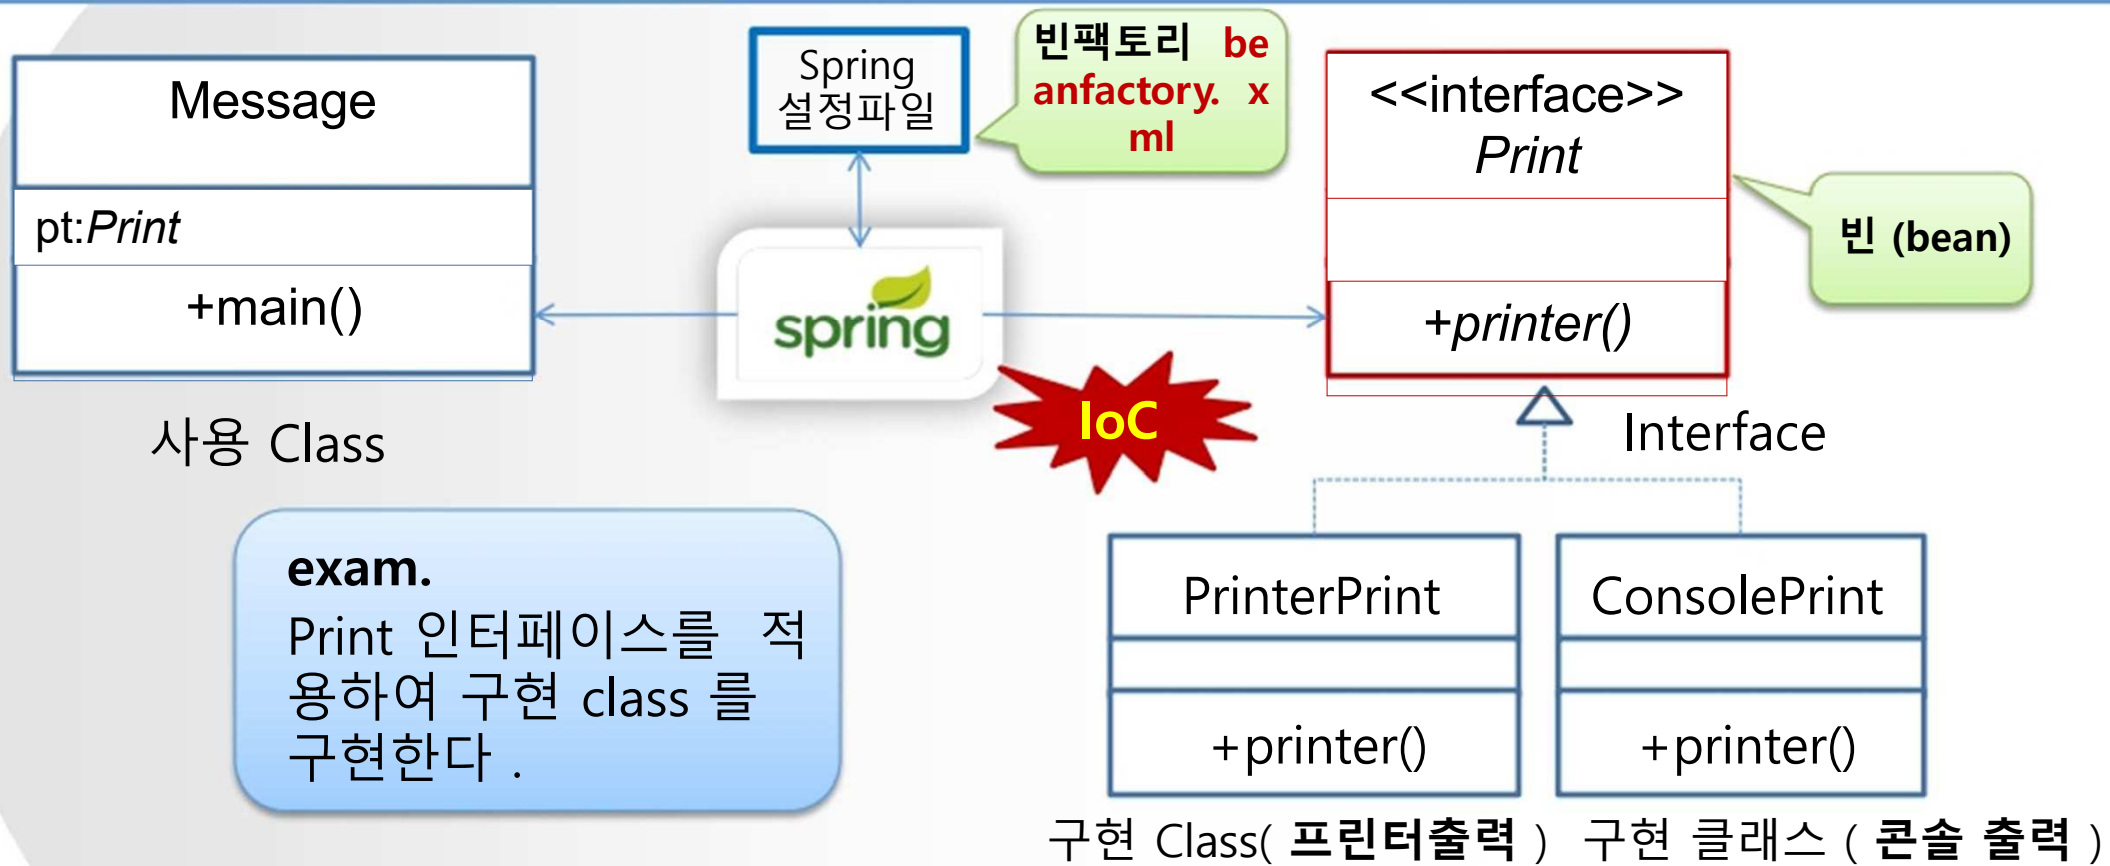 Message
pt:Print
+main()
사용 Class
Spring
설정파일
빈팩토리 be
anfactory. x
ml
spring
IoC
<<interface>>
Print
+printer()
빈 (bean)
Interface
exam.
Print 인터페이스를 적
용하여 구현 class 를
구현한다 .
PrinterPrint
+printer()
ConsolePrint
+printer()
구현 Class( 프린터출력 )
구현 클래스 ( 콘솔 출력 )